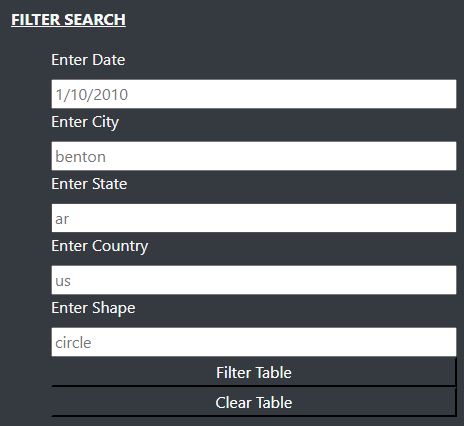 FILTER SEARCH
Enter Date
1/10/2010
Enter City
benton
Enter State
ar
Enter Country
us
Enter Shape
circle
Filter Table
Clear Table